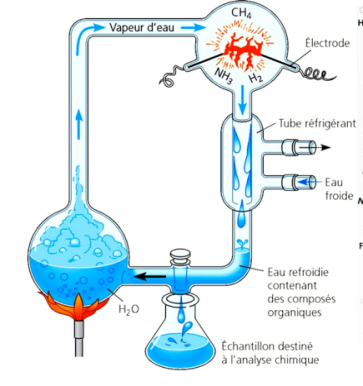 CH4
Vapeur d'eau
Électrode
NH3
H2
Tube réfrigérant
Eau
froide
Eau refroidie
contenant
des composés
organiques
H2O
Échantillon destiné
à l'analyse chimique